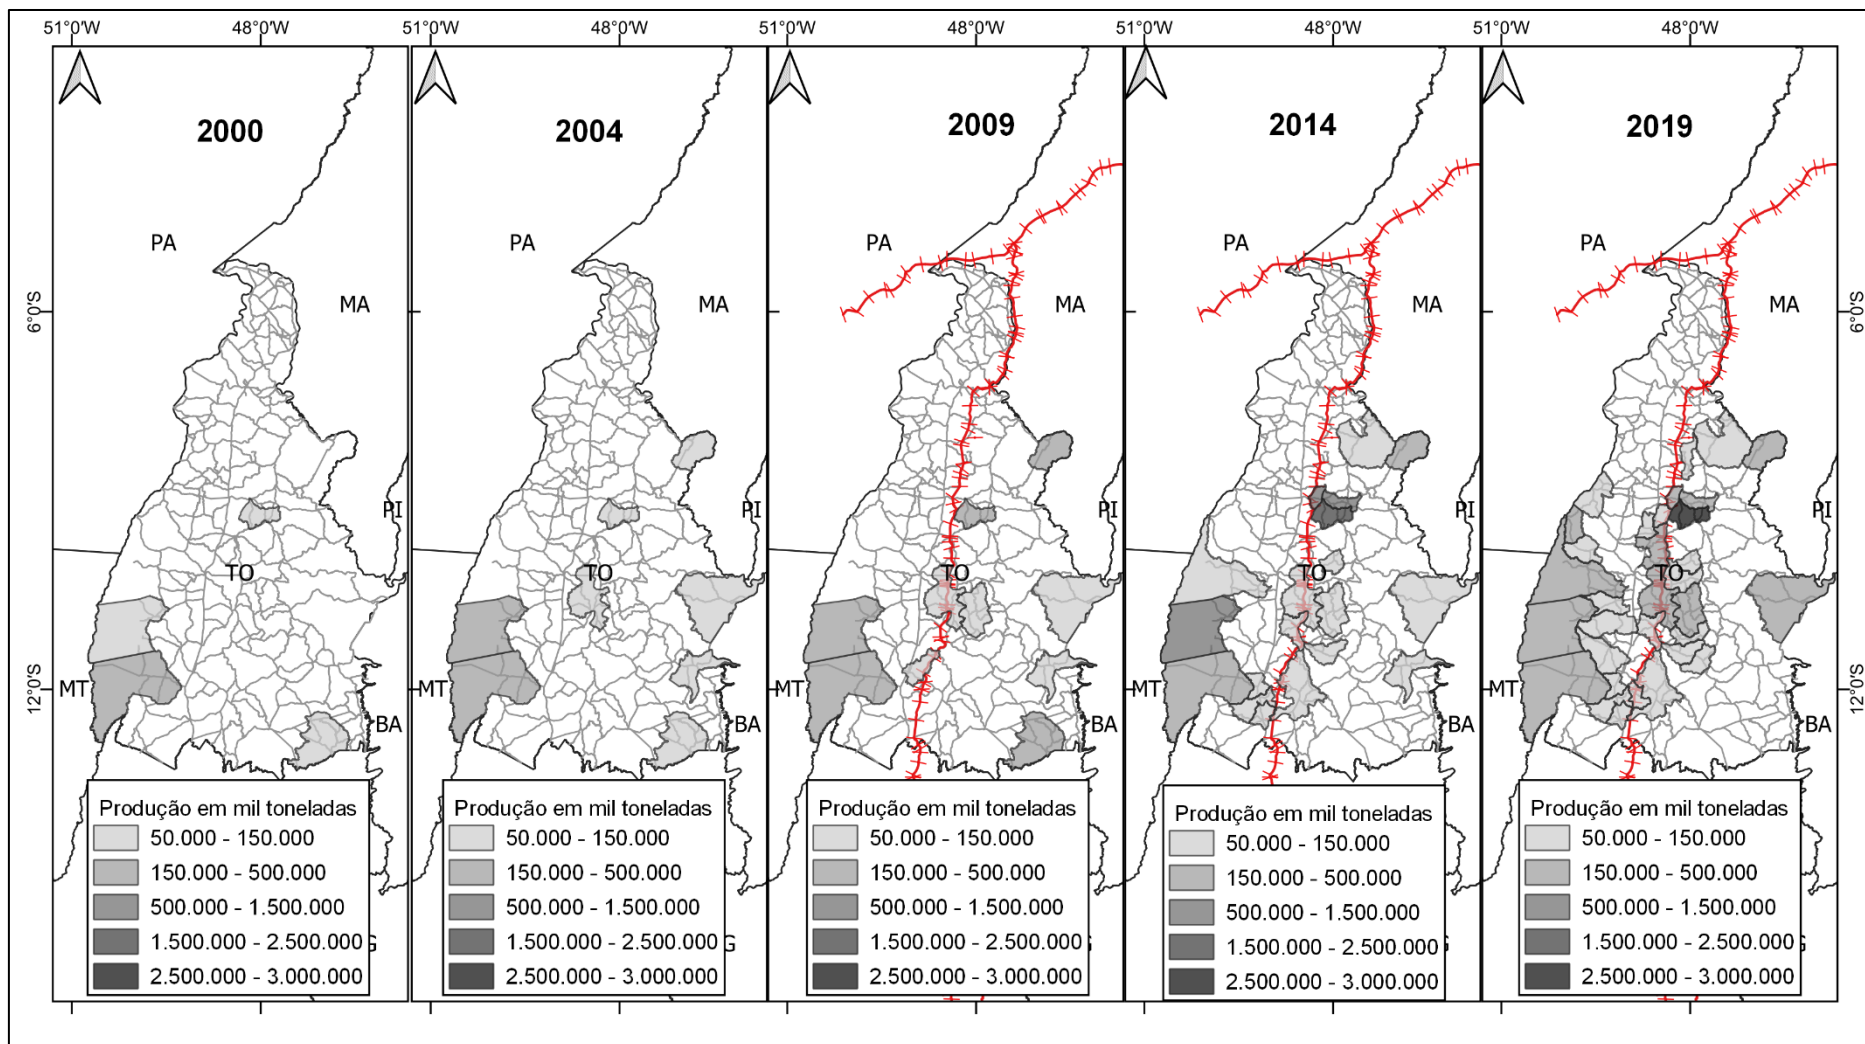 51°0'W 48°0'W 51°0'W 48°0'W 51°0'W 48°0'W 51°0'W 48°0'W 51°0'W 48°0'W
2000
PA
MA
PI
TO
MT
BA
6°0'S
12°0'S
Produção em mil toneladas
50.000 - 150.000
150.000 - 500.000
500.000 - 1.500.000
1.500.000 - 2.500.000
2.500.000 - 3.000.000
2004
PA
MA
PI
TO
MT
BA
Produção em mil toneladas
50.000 - 150.000
150.000 - 500.000
500.000 - 1.500.000
1.500.000 - 2.500.000
2.500.000 - 3.000.000
G
2009
PA
MA
PI
TO
MT
BA
Produção em mil toneladas
50.000 - 150.000
150.000 - 500.000
500.000 - 1.500.000
1.500.000 - 2.500.000
2.500.000 - 3.000.000
2014
PA
MA
PI
TO
MT
BA
Produção em mil toneladas
50.000 - 150.000
150.000 - 500.000
500.000 - 1.500.000
1.500.000 - 2.500.000
2.500.000 - 3.000.000
2019
PA
MA
PI
TO
MT
BA
6°0'S
12°0'S
Produção em mil toneladas
50.000 - 150.000
150.000 - 500.000
500.000 - 1.500.000
1.500.000 - 2.500.000
2.500.000 - 3.000.000